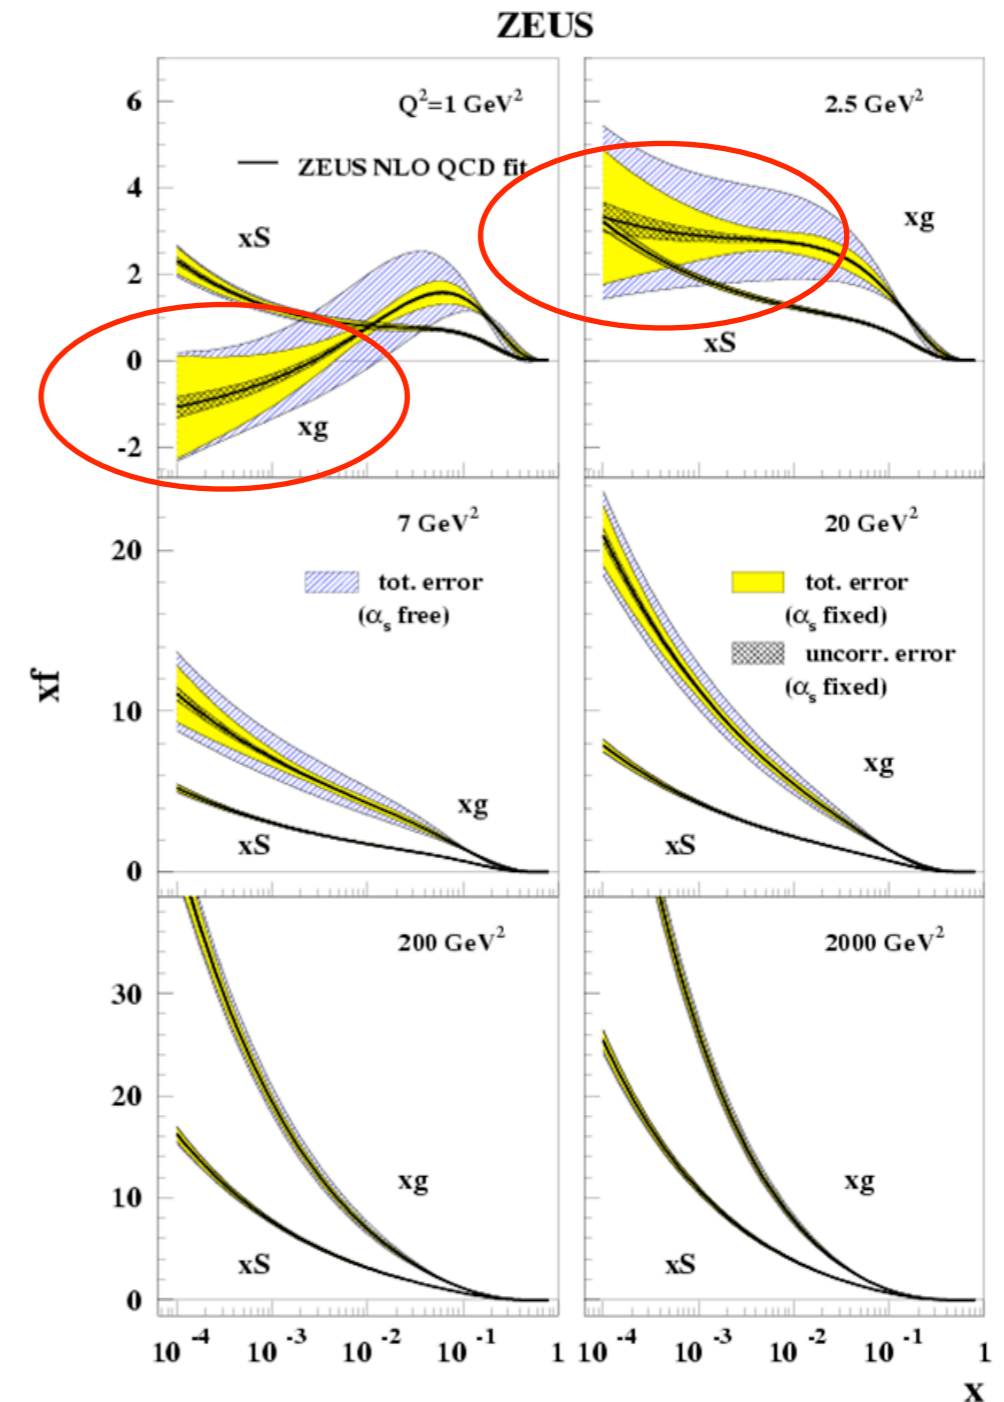 ZEUS
Q²=1 GeV²
ZEUS NLO QCD fit
xS
xg
6
4
2
0
-2
2.5 GeV²
xg
xS
7 GeV²
tot. error
(αs free)
xg
xS
20
10
0
20 GeV²
tot. error
(αs fixed)
uncorr. error
(αs fixed)
xg
xS
xf
200 GeV²
xg
xS
30
20
10
0
2000 GeV²
xg
xS
10⁻⁴ 10⁻³ 10⁻² 10⁻¹ 1 10⁻⁴ 10⁻³ 10⁻² 10⁻¹ 1
x